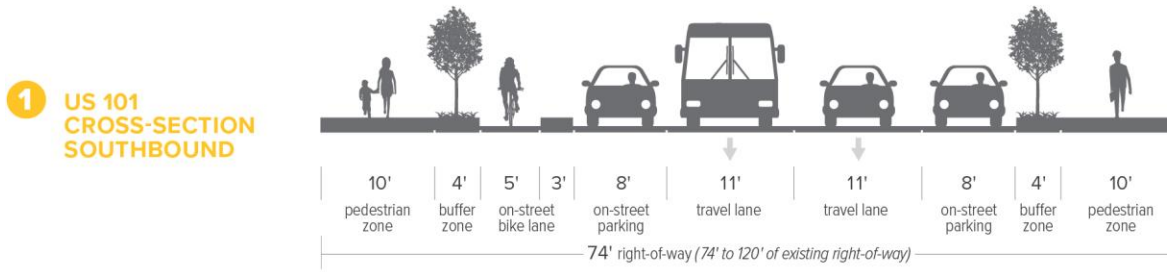 1
US 101
CROSS-SECTION
SOUTHBOUND
10' 4' 5' 3' 8' 11' 11' 8' 4' 10'
pedestrian zone
buffer zone
on-street bike lane
on-street parking
travel lane
travel lane
on-street parking
buffer zone
pedestrian zone
74' right-of-way (74' to 120' of existing right-of-way)